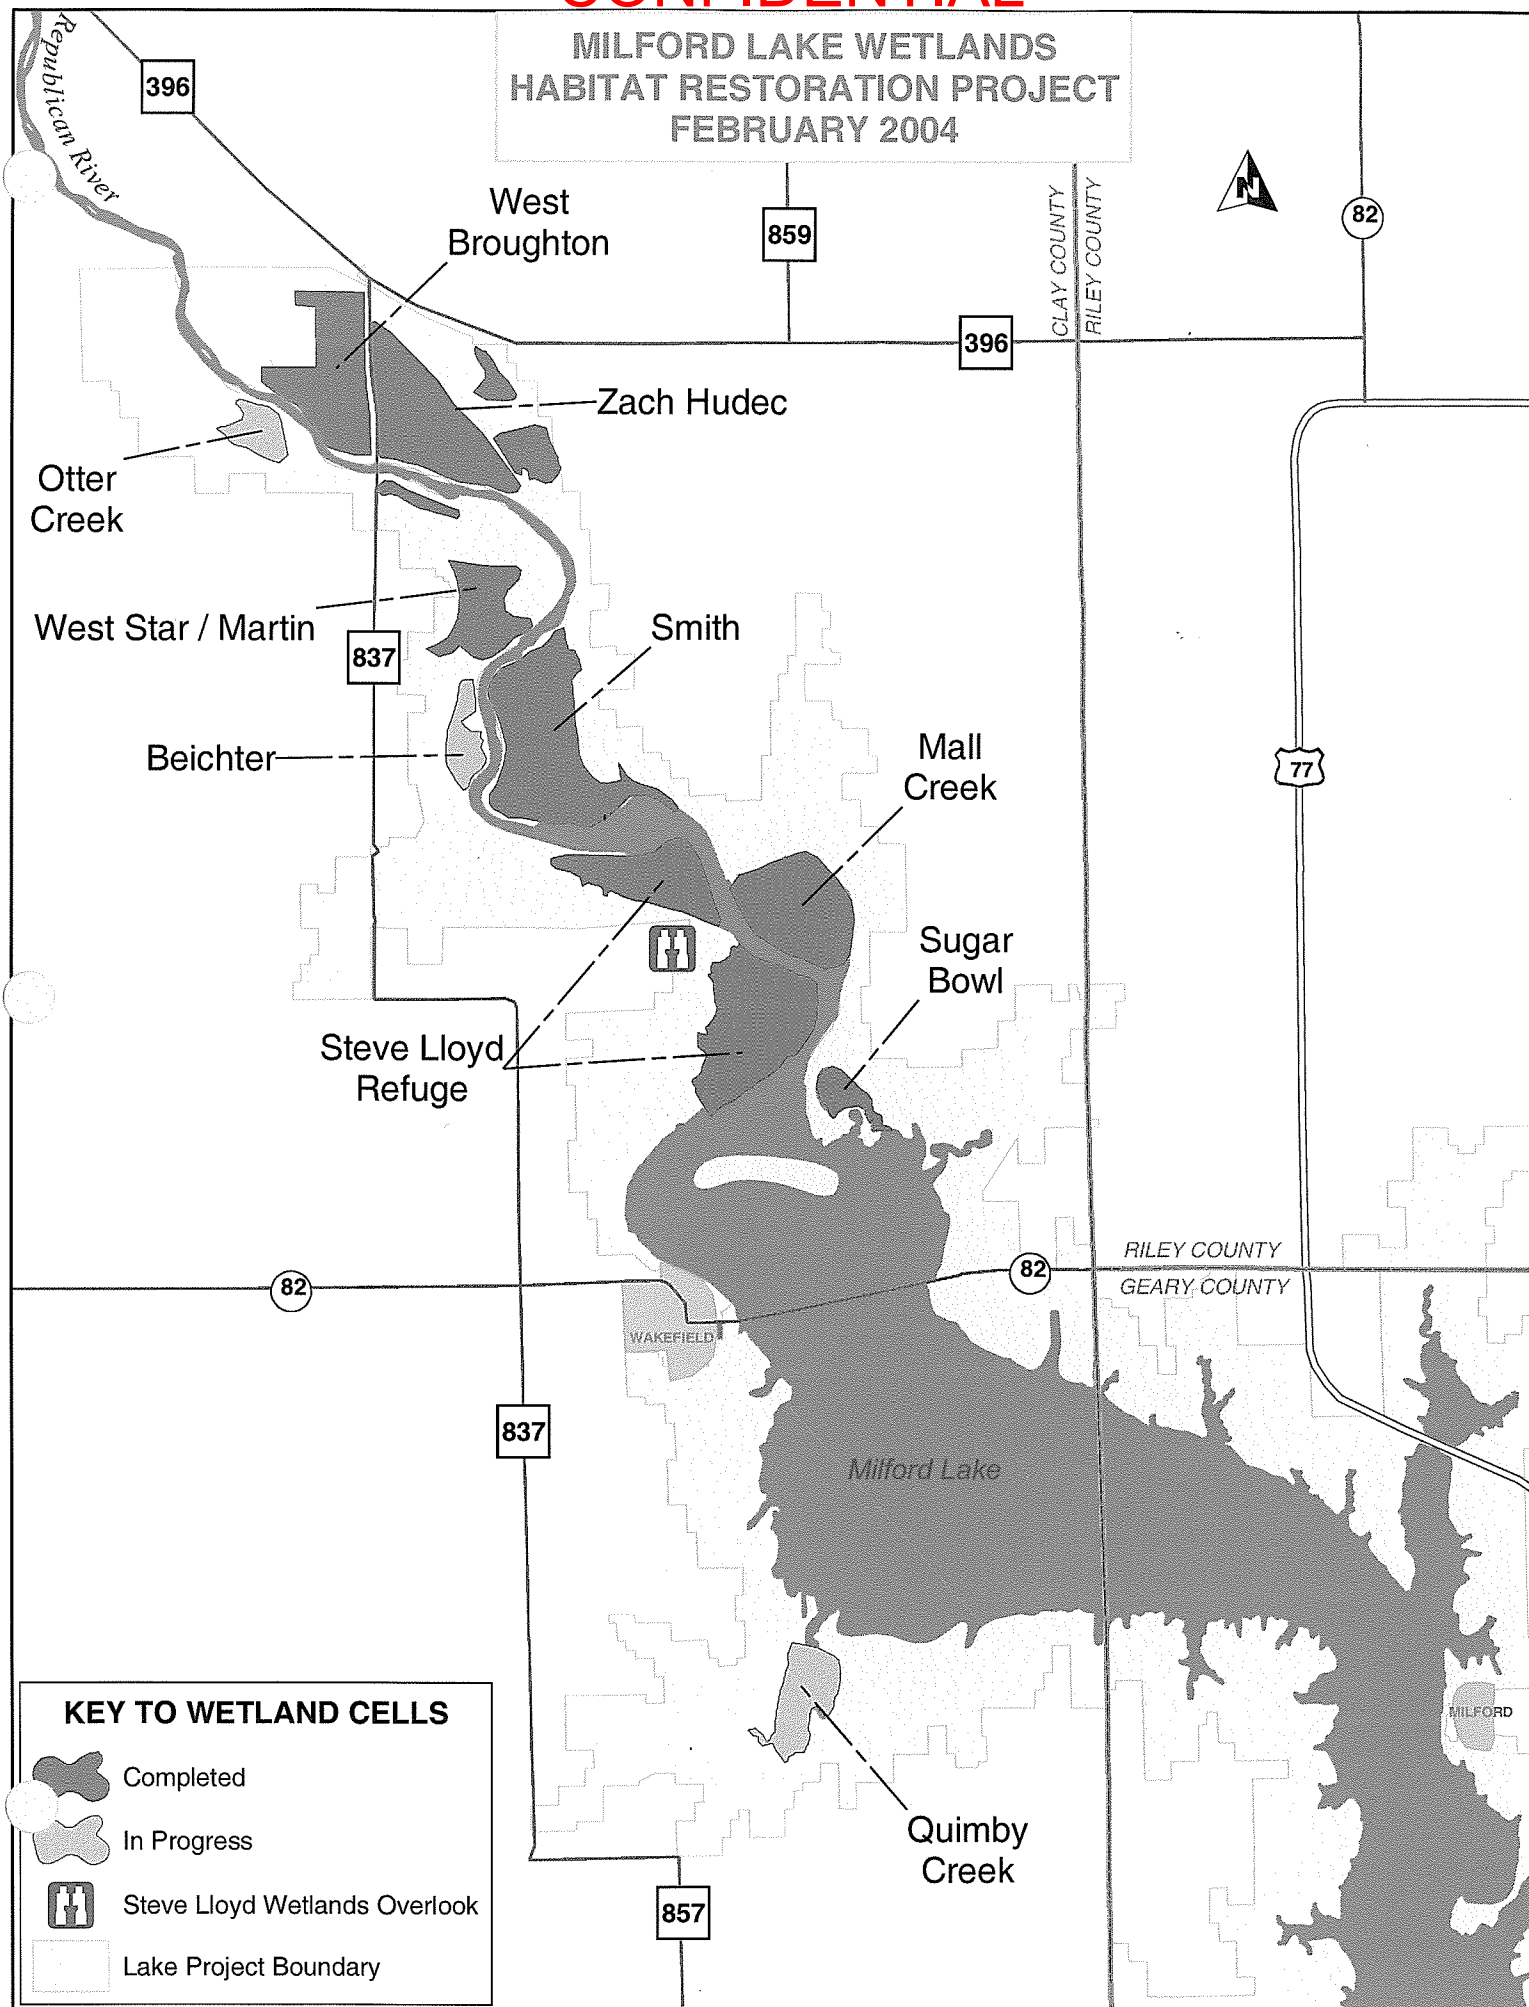 CONFIDENTIAL
MILFORD LAKE WETLANDS
HABITAT RESTORATION PROJECT
FEBRUARY 2004
Republican River
396
West
Broughton
859
CLAY COUNTY
RILEY COUNTY
N
82
396
Zach Hudec
Otter
Creek
West Star / Martin
837
Smith
Beichter
Mall
Creek
77
Sugar
Bowl
Steve Lloyd
Refuge
RILEY COUNTY
GEARY COUNTY
82
82
WAKEFIELD
837
Milford Lake
MILFORD
Quimby
Creek
857
KEY TO WETLAND CELLS
Completed
In Progress
Steve Lloyd Wetlands Overlook
Lake Project Boundary